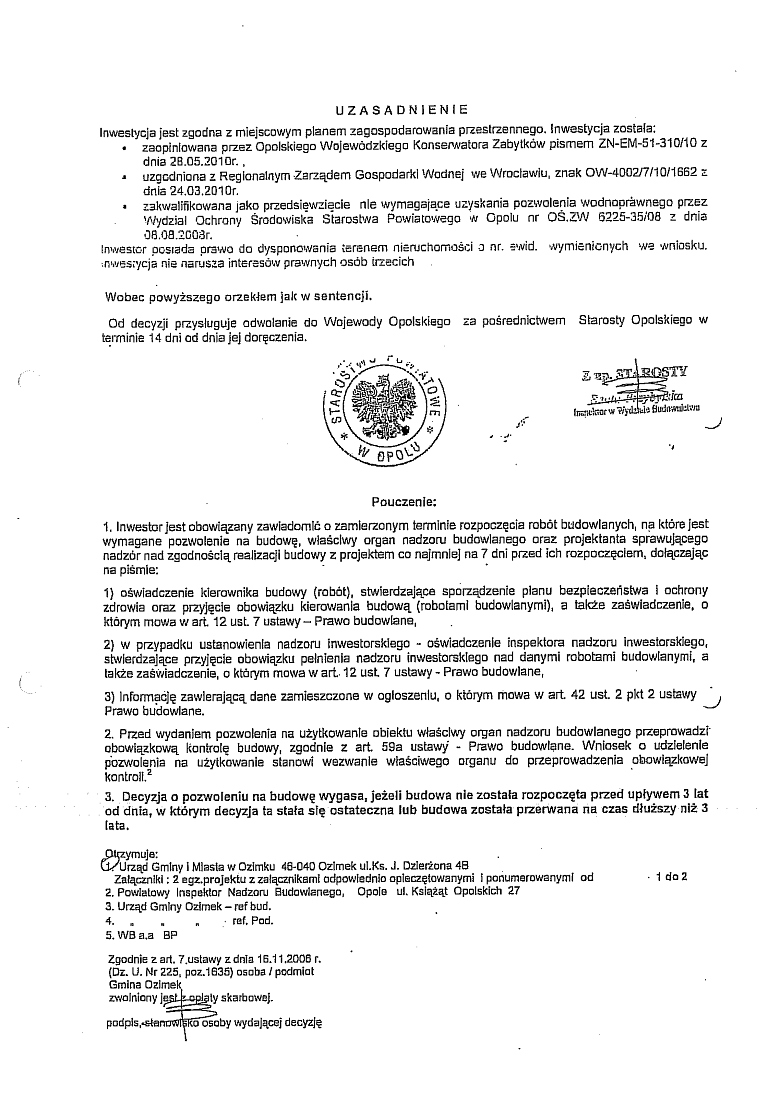 UZASADNIENIE
Inwestycja jest zgodna z miejscowym planem zagospodarowania przestrzennego. Inwestycja została:
• zaopiniowana przez Opolskiego Wojewódzkiego Konserwatora Zabytków pismem ZN-EM-51-310/10 z
dnia 28.05.2010r. ,
• uzgodniona z Regionalnym Zarządem Gospodarki Wodnej we Wrocławiu, znak OW-4002/7/10/1662 z
dnia 24.03.2010r.
• zakwalifikowana jako przedsięwzięcie nie wymagające uzyskania pozwolenia wodnoprawnego przez
Wydział Ochrony Środowiska Starostwa Powiatowego w Opolu nr OŚ.ZW 6225-35/08 z dnia
08.08.2008r.
Inwestor posiada prawo do dysponowania terenem nieruchomości o nr. ewid. wymienionych we wniosku.
Inwestycja nie narusza interesów prawnych osób trzecich
Wobec powyższego orzekłem jak w sentencji.
Od decyzji przysługuje odwołanie do Wojewody Opolskiego za pośrednictwem Starosty Opolskiego w
terminie 14 dni od dnia jej doręczenia.
STAROSTWO POWIATOWE
* W OPOLU *
Z up. STAROSTY
Inspektor w Wydziale Budownictwa
Pouczenie:
1. Inwestor jest obowiązany zawiadomić o zamierzonym terminie rozpoczęcia robót budowlanych, na które jest
wymagane pozwolenie na budowę, właściwy organ nadzoru budowlanego oraz projektanta sprawującego
nadzór nad zgodnością realizacji budowy z projektem co najmniej na 7 dni przed ich rozpoczęciem, dołączając
na piśmie:
1) oświadczenie kierownika budowy (robót), stwierdzające sporządzenie planu bezpieczeństwa i ochrony
zdrowia oraz przyjęcie obowiązku kierowania budową (robotami budowlanymi), a także zaświadczenie, o
którym mowa w art. 12 ust. 7 ustawy – Prawo budowlane,
2) w przypadku ustanowienia nadzoru inwestorskiego - oświadczenie inspektora nadzoru inwestorskiego,
stwierdzające przyjęcie obowiązku pełnienia nadzoru inwestorskiego nad danymi robotami budowlanymi, a
także zaświadczenie, o którym mowa w art. 12 ust. 7 ustawy - Prawo budowlane,
3) Informację zawierającą dane zamieszczone w ogłoszeniu, o którym mowa w art. 42 ust. 2 pkt 2 ustawy
Prawo budowlane.
2. Przed wydaniem pozwolenia na użytkowanie obiektu właściwy organ nadzoru budowlanego przeprowadzi
obowiązkową kontrolę budowy, zgodnie z art. 59a ustawy - Prawo budowlane. Wniosek o udzielenie
pozwolenia na użytkowanie stanowi wezwanie właściwego organu do przeprowadzenia obowiązkowej
kontroli.²
3. Decyzja o pozwoleniu na budowę wygasa, jeżeli budowa nie została rozpoczęta przed upływem 3 lat
od dnia, w którym decyzja ta stała się ostateczna lub budowa została przerwana na czas dłuższy niż 3
lata.
Otrzymuje:
1. Urząd Gminy i Miasta w Ozimku 46-040 Ozimek ul.Ks. J. Dzierżona 4B
Załączniki : 2 egz.projektu z załącznikami odpowiednio opieczętowanymi i ponumerowanymi od 1 do 2
2. Powiatowy Inspektor Nadzoru Budowlanego, Opole ul. Książąt Opolskich 27
3. Urząd Gminy Ozimek – ref bud.
4. „ „ „ ref. Pod.
5. WB a.a BP
Zgodnie z art. 7.ustawy z dnia 16.11.2006 r.
(Dz. U. Nr 225, poz.1635) osoba / podmiot
Gmina Ozimek
zwolniony jest z opłaty skarbowej.
podpis, stanowisko osoby wydającej decyzję